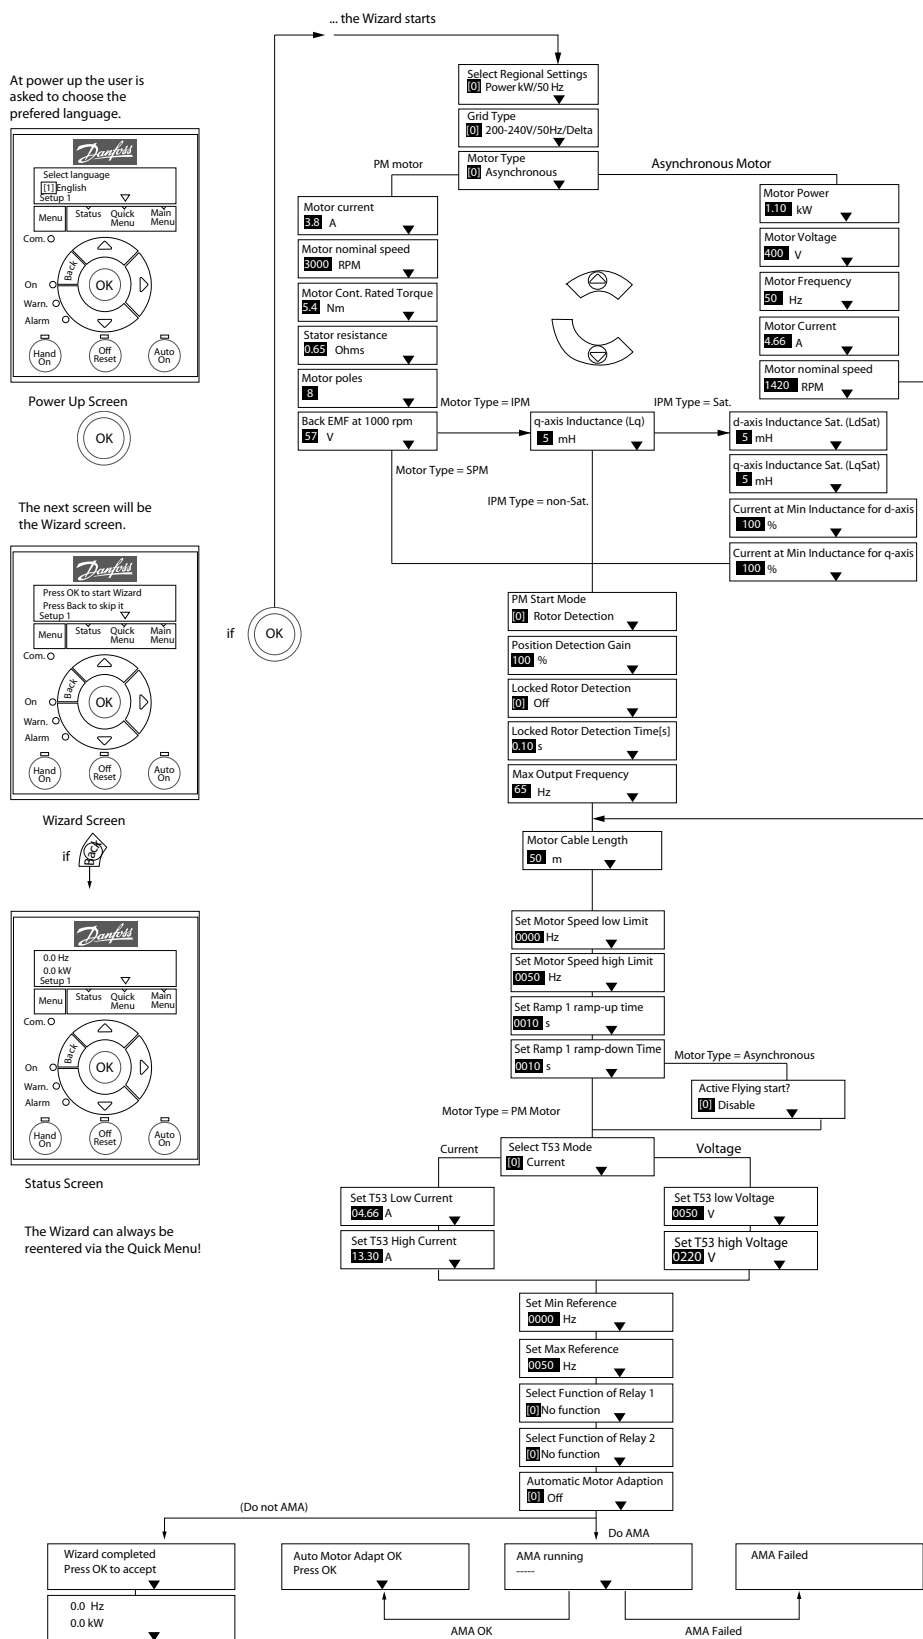 ... the Wizard starts
At power up the user is
asked to choose the
prefered language.
Danfoss
Select language
[1] English
Setup 1
Menu
Status
Quick
Menu
Main
Menu
Com.
On
Warn.
Alarm
Back
OK
Hand
On
Off
Reset
Auto
On
Power Up Screen
OK
The next screen will be
the Wizard screen.
Danfoss
Press OK to start Wizard
Press Back to skip it
Setup 1
Menu
Status
Quick
Menu
Main
Menu
Com.
On
Warn.
Alarm
Back
OK
Hand
On
Off
Reset
Auto
On
Wizard Screen
if
Back
if
OK
Danfoss
0.0 Hz
0.0 kW
Setup 1
Menu
Status
Quick
Menu
Main
Menu
Com.
On
Warn.
Alarm
Back
OK
Hand
On
Off
Reset
Auto
On
Status Screen
The Wizard can always be
reentered via the Quick Menu!
Select Regional Settings
[0] Power kW/50 Hz
Grid Type
[0] 200-240V/50Hz/Delta
Motor Type
[0] Asynchronous
PM motor
Asynchronous Motor
Motor current
3.8 A
Motor nominal speed
3000 RPM
Motor Cont. Rated Torque
5.4 Nm
Stator resistance
0.65 Ohms
Motor poles
8
Back EMF at 1000 rpm
57 V
Motor Power
1.10 kW
Motor Voltage
400 V
Motor Frequency
50 Hz
Motor Current
4.66 A
Motor nominal speed
1420 RPM
Motor Type = IPM
Motor Type = SPM
q-axis Inductance (Lq)
5 mH
IPM Type = Sat.
IPM Type = non-Sat.
d-axis Inductance Sat. (LdSat)
5 mH
q-axis Inductance Sat. (LqSat)
5 mH
Current at Min Inductance for d-axis
100 %
Current at Min Inductance for q-axis
100 %
PM Start Mode
[0] Rotor Detection
Position Detection Gain
100 %
Locked Rotor Detection
[0] Off
Locked Rotor Detection Time[s]
0.10 s
Max Output Frequency
65 Hz
Motor Cable Length
50 m
Set Motor Speed low Limit
0000 Hz
Set Motor Speed high Limit
0050 Hz
Set Ramp 1 ramp-up time
0010 s
Set Ramp 1 ramp-down Time
0010 s
Motor Type = Asynchronous
Active Flying start?
[0] Disable
Motor Type = PM Motor
Select T53 Mode
[0] Current
Current
Voltage
Set T53 Low Current
04.66 A
Set T53 High Current
13.30 A
Set T53 low Voltage
0050 V
Set T53 high Voltage
0220 V
Set Min Reference
0000 Hz
Set Max Reference
0050 Hz
Select Function of Relay 1
[0] No function
Select Function of Relay 2
[0] No function
Automatic Motor Adaption
[0] Off
(Do not AMA)
Do AMA
Wizard completed
Press OK to accept
0.0 Hz
0.0 kW
Auto Motor Adapt OK
Press OK
AMA running
-----
AMA Failed
AMA OK
AMA Failed